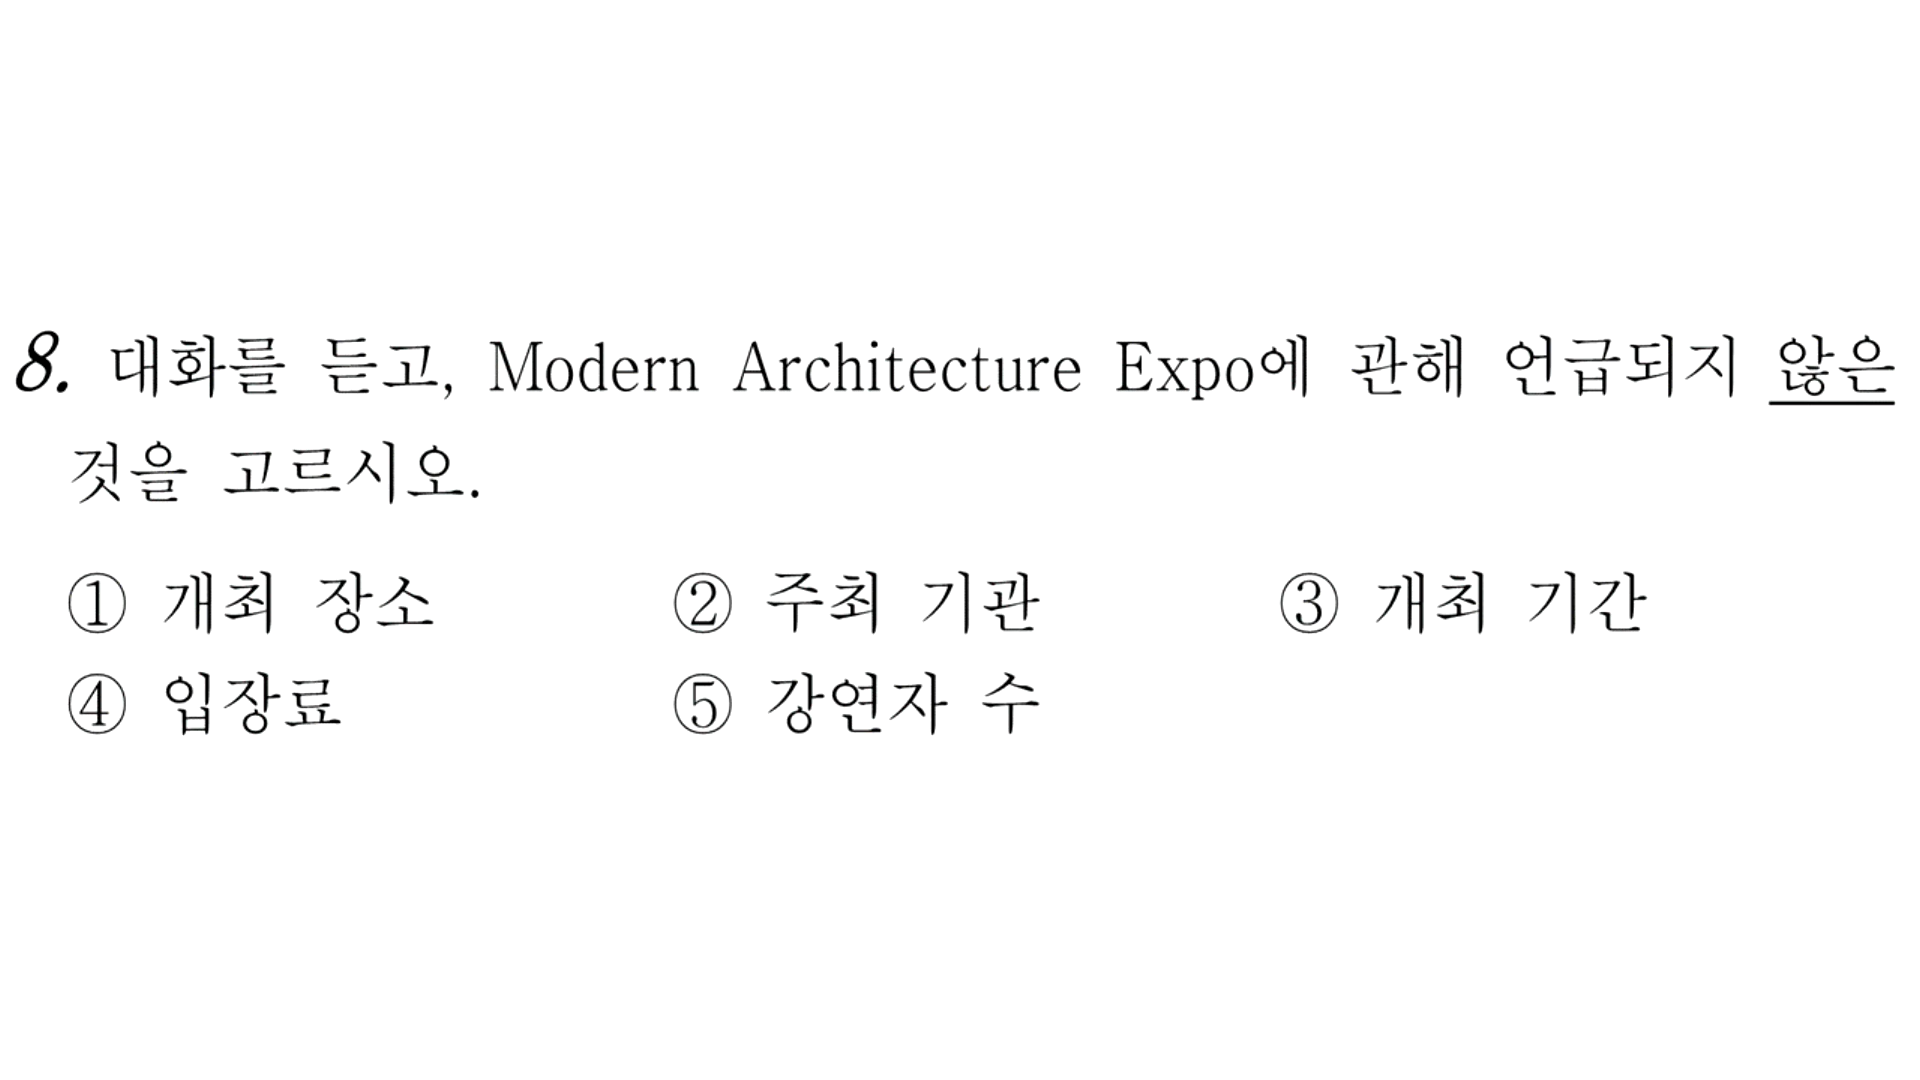 8. 대화를 듣고, Modern Architecture Expo에 관해 언급되지 않은
것을 고르시오.
① 개최 장소 ② 주최 기관 ③ 개최 기간
④ 입장료 ⑤ 강연자 수